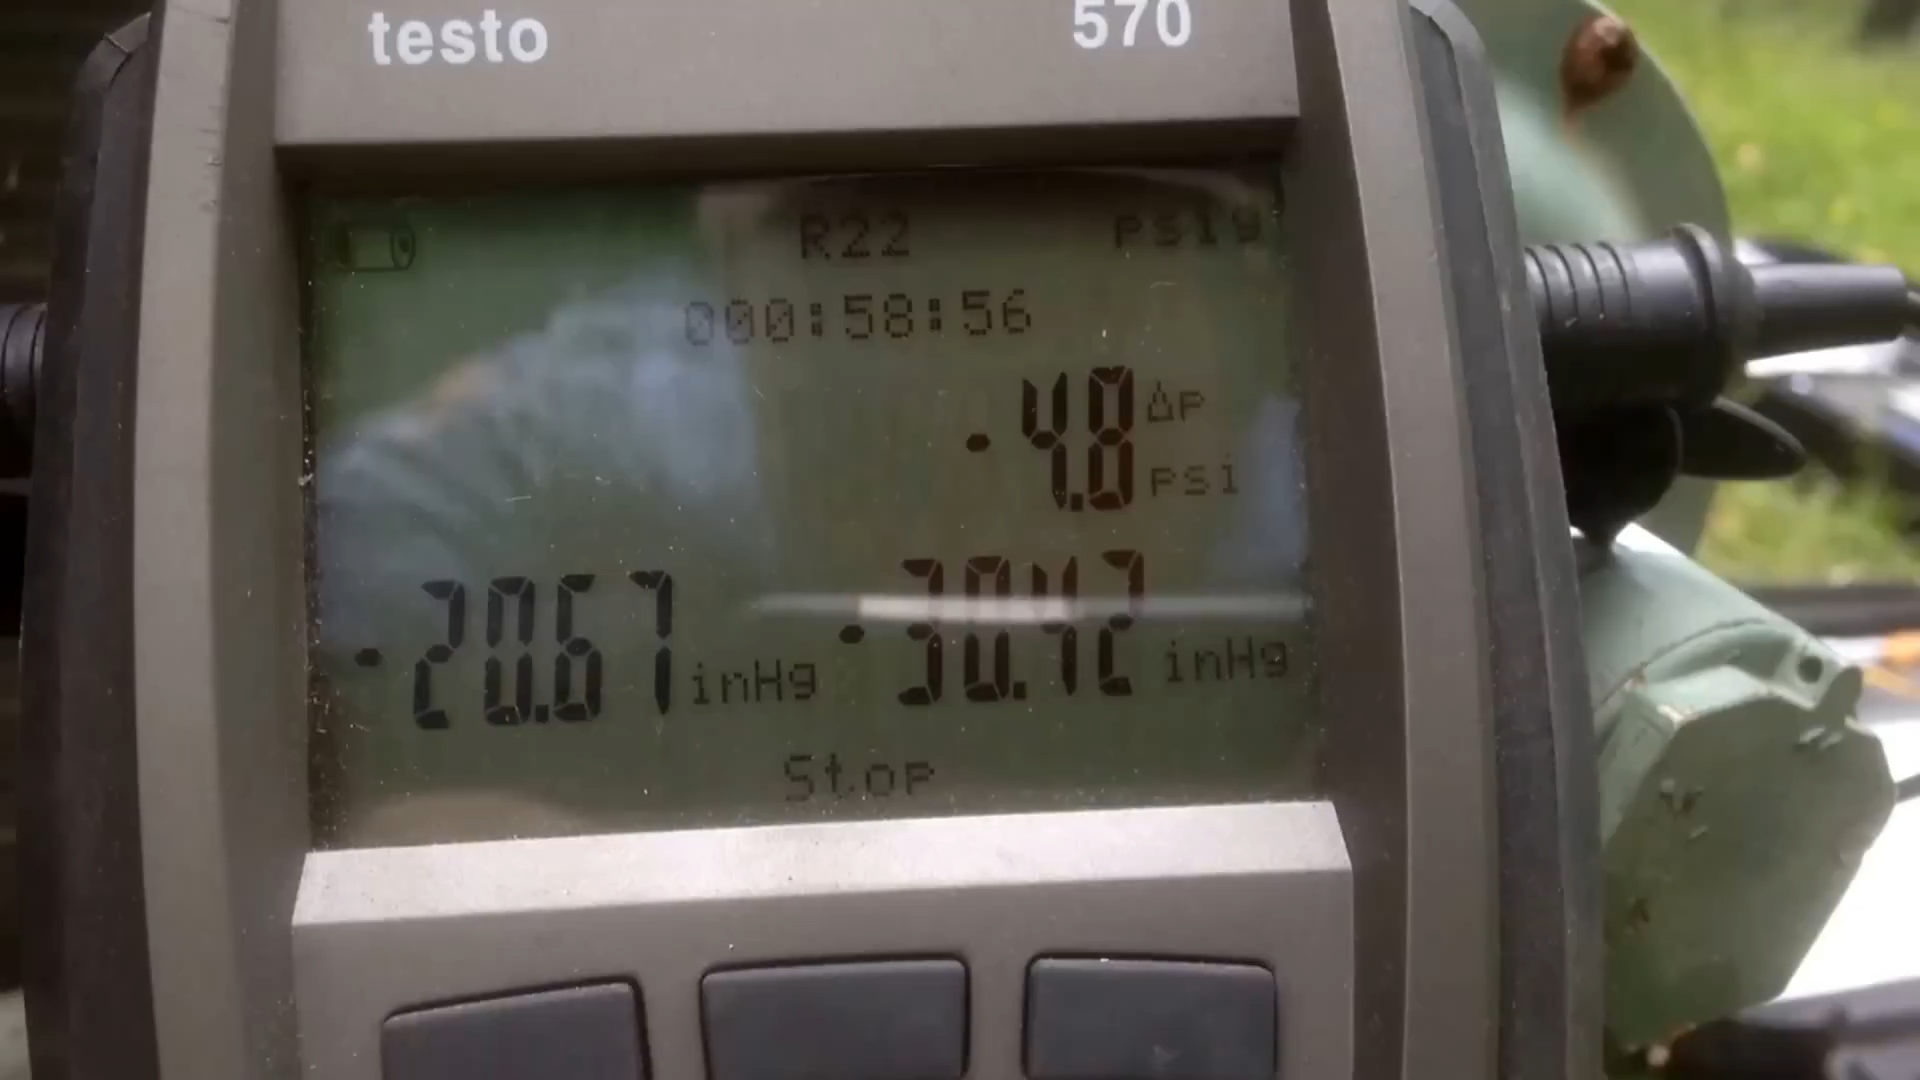 testo 570
R22 psig
000:58:56
-4.8 Δp
psi
-20.67 inHg -30.42 inHg
Stop